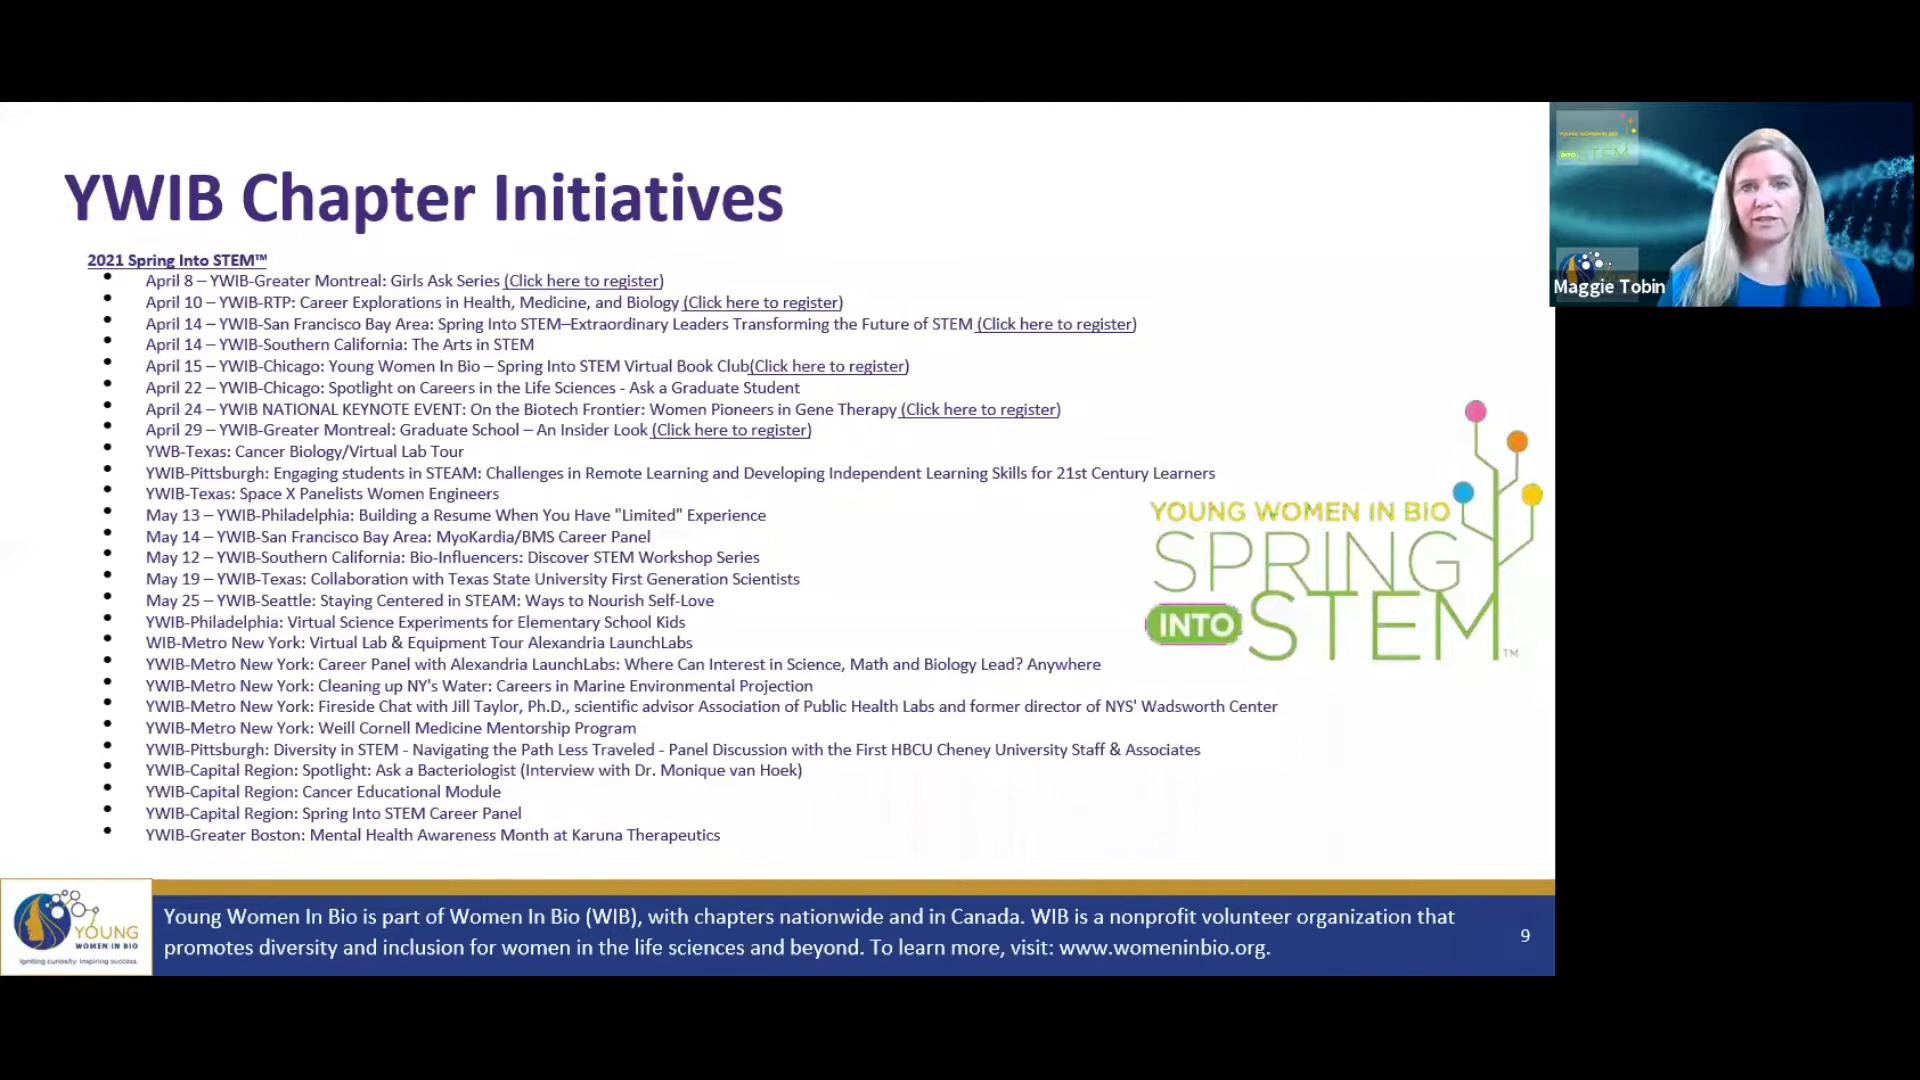 YWIB Chapter Initiatives
2021 Spring Into STEM™
• April 8 – YWIB-Greater Montreal: Girls Ask Series (Click here to register)
• April 10 – YWIB-RTP: Career Explorations in Health, Medicine, and Biology (Click here to register)
• April 14 – YWIB-San Francisco Bay Area: Spring Into STEM–Extraordinary Leaders Transforming the Future of STEM (Click here to register)
• April 14 – YWIB-Southern California: The Arts in STEM
• April 15 – YWIB-Chicago: Young Women In Bio – Spring Into STEM Virtual Book Club(Click here to register)
• April 22 – YWIB-Chicago: Spotlight on Careers in the Life Sciences - Ask a Graduate Student
• April 24 – YWIB NATIONAL KEYNOTE EVENT: On the Biotech Frontier: Women Pioneers in Gene Therapy (Click here to register)
• April 29 – YWIB-Greater Montreal: Graduate School – An Insider Look (Click here to register)
• YWB-Texas: Cancer Biology/Virtual Lab Tour
• YWIB-Pittsburgh: Engaging students in STEAM: Challenges in Remote Learning and Developing Independent Learning Skills for 21st Century Learners
• YWIB-Texas: Space X Panelists Women Engineers
• May 13 – YWIB-Philadelphia: Building a Resume When You Have "Limited" Experience
• May 14 – YWIB-San Francisco Bay Area: MyoKardia/BMS Career Panel
• May 12 – YWIB-Southern California: Bio-Influencers: Discover STEM Workshop Series
• May 19 – YWIB-Texas: Collaboration with Texas State University First Generation Scientists
• May 25 – YWIB-Seattle: Staying Centered in STEAM: Ways to Nourish Self-Love
• YWIB-Philadelphia: Virtual Science Experiments for Elementary School Kids
• WIB-Metro New York: Virtual Lab & Equipment Tour Alexandria LaunchLabs
• YWIB-Metro New York: Career Panel with Alexandria LaunchLabs: Where Can Interest in Science, Math and Biology Lead? Anywhere
• YWIB-Metro New York: Cleaning up NY's Water: Careers in Marine Environmental Projection
• YWIB-Metro New York: Fireside Chat with Jill Taylor, Ph.D., scientific advisor Association of Public Health Labs and former director of NYS' Wadsworth Center
• YWIB-Metro New York: Weill Cornell Medicine Mentorship Program
• YWIB-Pittsburgh: Diversity in STEM - Navigating the Path Less Traveled - Panel Discussion with the First HBCU Cheney University Staff & Associates
• YWIB-Capital Region: Spotlight: Ask a Bacteriologist (Interview with Dr. Monique van Hoek)
• YWIB-Capital Region: Cancer Educational Module
• YWIB-Capital Region: Spring Into STEM Career Panel
• YWIB-Greater Boston: Mental Health Awareness Month at Karuna Therapeutics
YOUNG WOMEN IN BIO
SPRING
INTO STEM™
YOUNG
WOMEN IN BIO
Igniting curiosity. Inspiring success.
Young Women In Bio is part of Women In Bio (WIB), with chapters nationwide and in Canada. WIB is a nonprofit volunteer organization that
promotes diversity and inclusion for women in the life sciences and beyond. To learn more, visit: www.womeninbio.org.
9
YOUNG WOMEN IN BIO
INTO STEM
Maggie Tobin